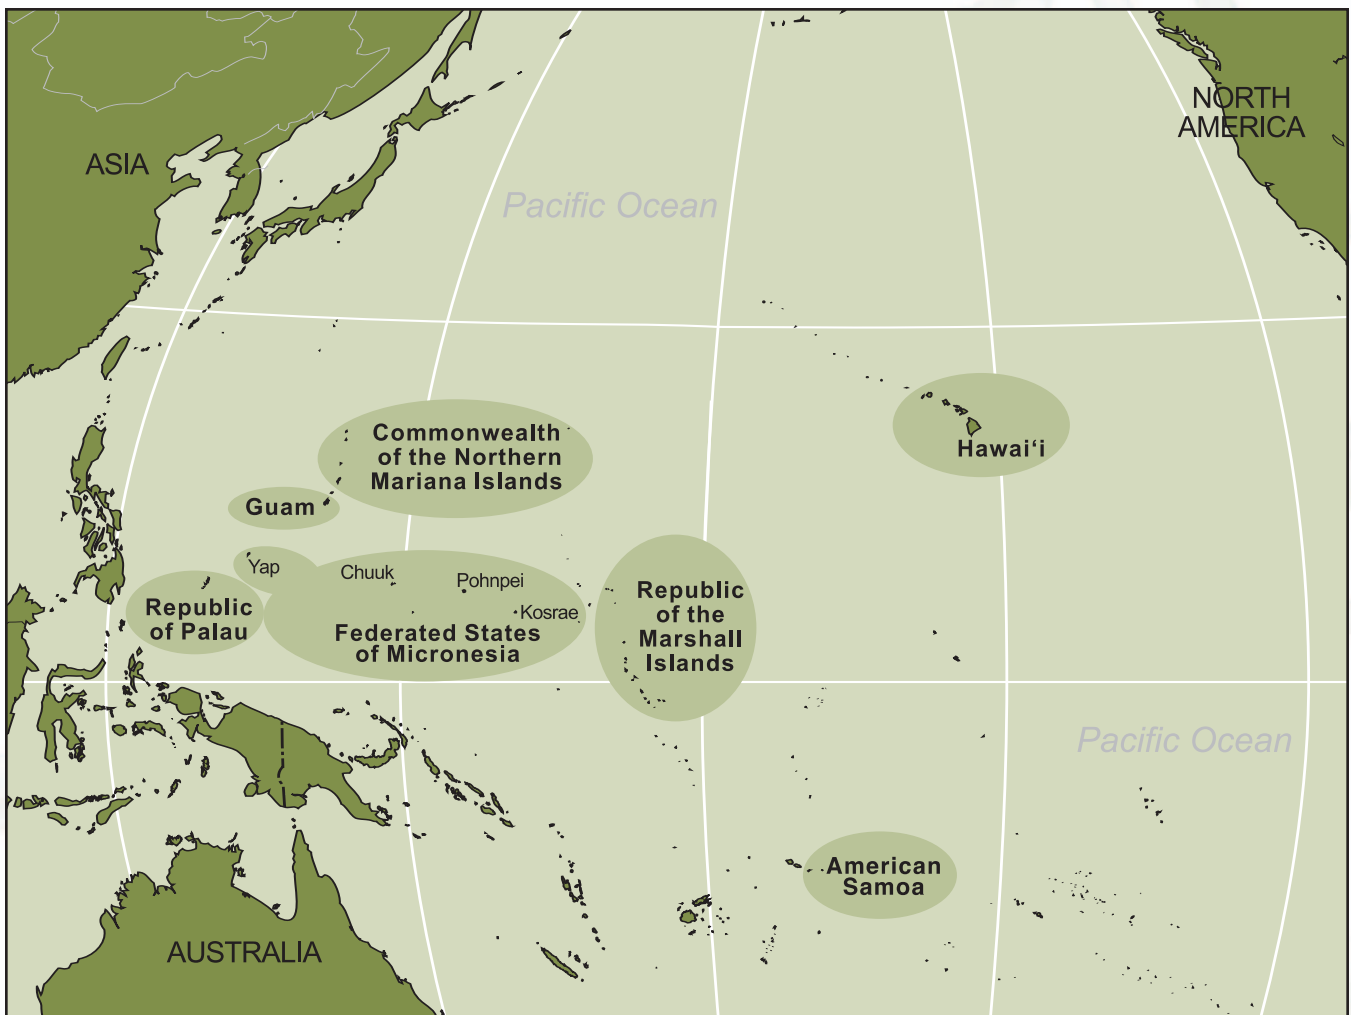 ASIA
NORTH
AMERICA
Pacific Ocean
Commonwealth
of the Northern
Mariana Islands
Hawai‘i
Guam
Yap
Chuuk
Pohnpei
Kosrae
Republic
of Palau
Federated States
of Micronesia
Republic
of the
Marshall
Islands
Pacific Ocean
American
Samoa
AUSTRALIA